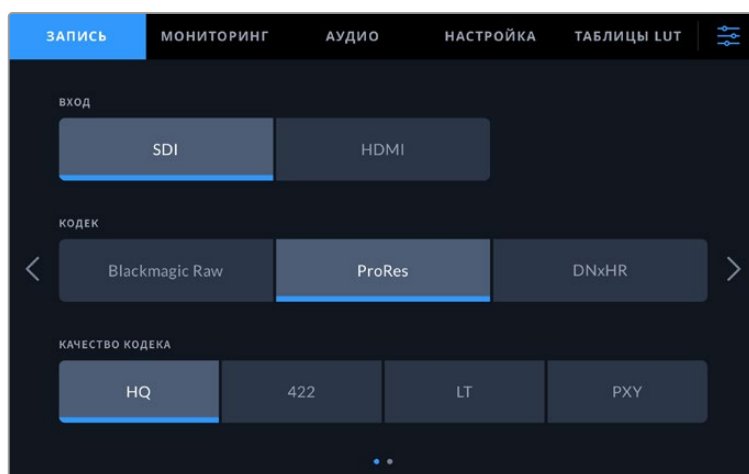 ЗАПИСЬ МОНИТОРИНГ АУДИО НАСТРОЙКА ТАБЛИЦЫ LUT
ВХОД
SDI HDMI
КОДЕК
Blackmagic Raw ProRes DNxHR
КАЧЕСТВО КОДЕКА
HQ 422 LT PXY